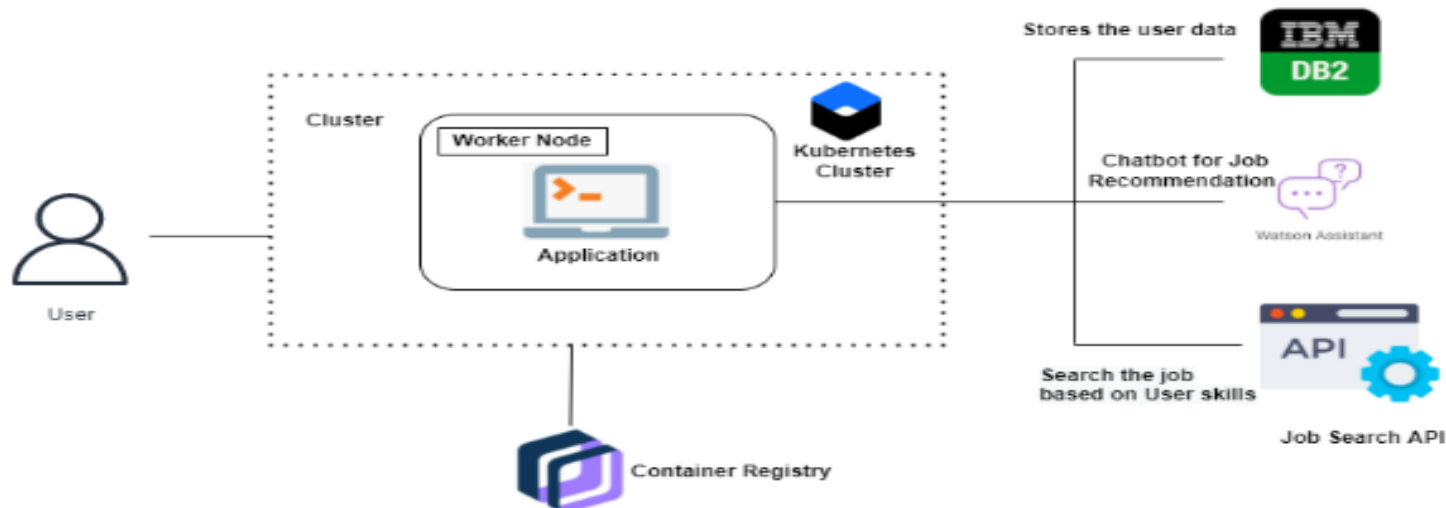 Stores the user data
IBM
DB2
Cluster
Worker Node
Kubernetes
Cluster
Application
Chatbot for Job
Recommendation
?
Watson Assistant
User
API
Search the job
based on User skills
Job Search API
Container Registry